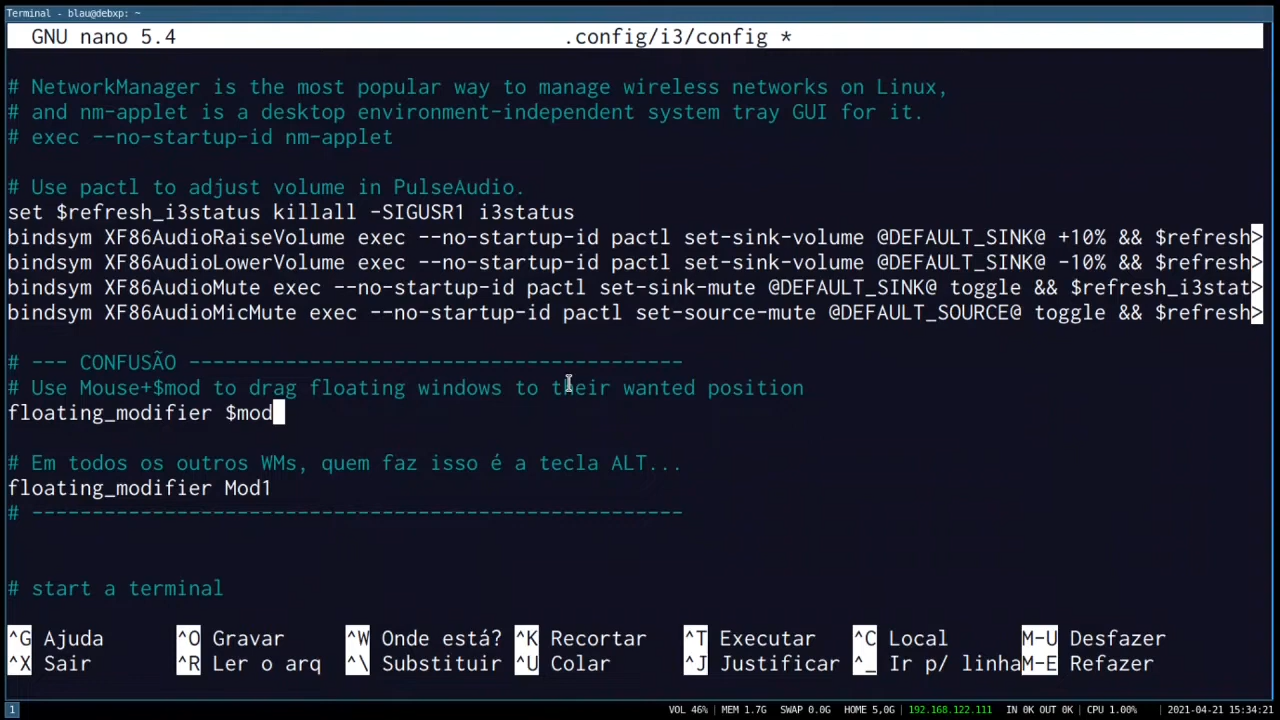 Terminal - blau@debxp: ~
GNU nano 5.4 .config/i3/config *
# NetworkManager is the most popular way to manage wireless networks on Linux,
# and nm-applet is a desktop environment-independent system tray GUI for it.
# exec --no-startup-id nm-applet
# Use pactl to adjust volume in PulseAudio.
set $refresh_i3status killall -SIGUSR1 i3status
bindsym XF86AudioRaiseVolume exec --no-startup-id pactl set-sink-volume @DEFAULT_SINK@ +10% && $refresh>
bindsym XF86AudioLowerVolume exec --no-startup-id pactl set-sink-volume @DEFAULT_SINK@ -10% && $refresh>
bindsym XF86AudioMute exec --no-startup-id pactl set-sink-mute @DEFAULT_SINK@ toggle && $refresh_i3stat>
bindsym XF86AudioMicMute exec --no-startup-id pactl set-source-mute @DEFAULT_SOURCE@ toggle && $refresh>
# --- CONFUSÃO -----------------------------------------
# Use Mouse+$mod to drag floating windows to their wanted position
floating_modifier $mod
# Em todos os outros WMs, quem faz isso é a tecla ALT...
floating_modifier Mod1
# ------------------------------------------------------
# start a terminal
^G Ajuda ^O Gravar ^W Onde está? ^K Recortar ^T Executar ^C Local M-U Desfazer
^X Sair ^R Ler o arq ^\ Substituir ^U Colar ^J Justificar ^_ Ir p/ linha M-E Refazer
1 VOL 46% | MEM 1.7G SWAP 0.0G HOME 5,0G | 192.168.122.111 IN 0K OUT 0K | CPU 1.00% | 2021-04-21 15:34:21